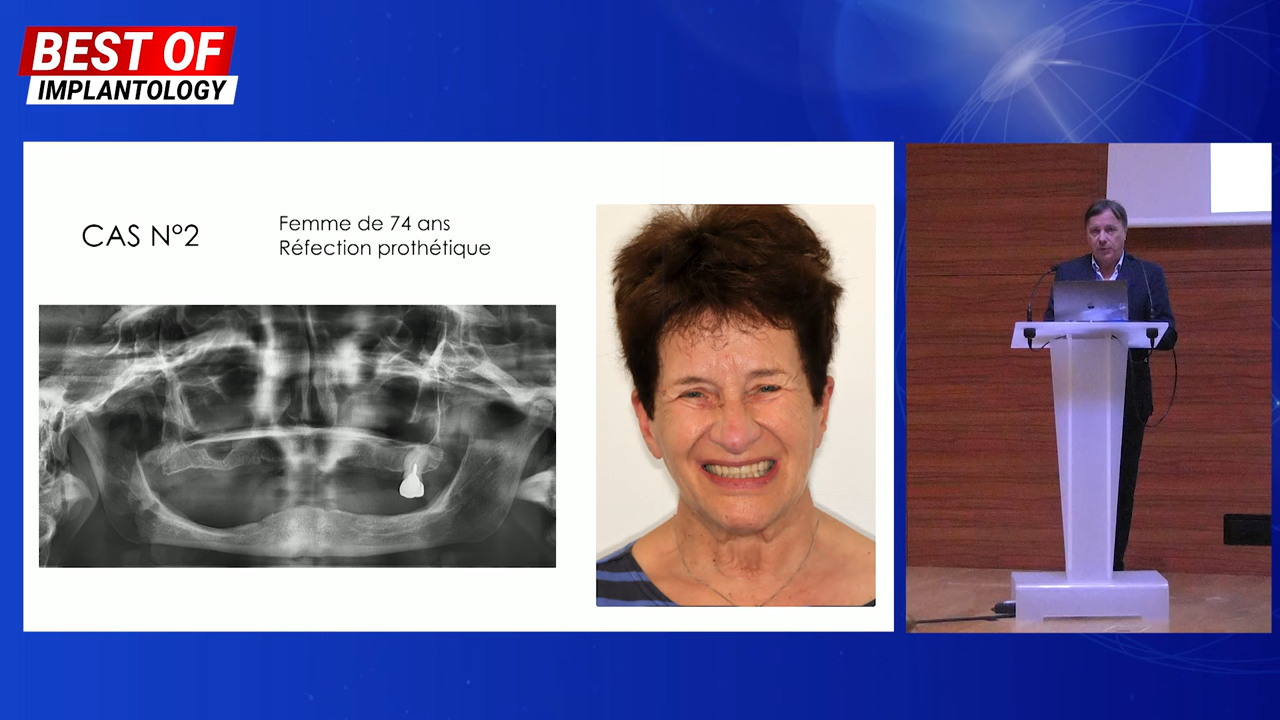 BEST OF
IMPLANTOLOGY
CAS N°2
Femme de 74 ans
Réfection prothétique